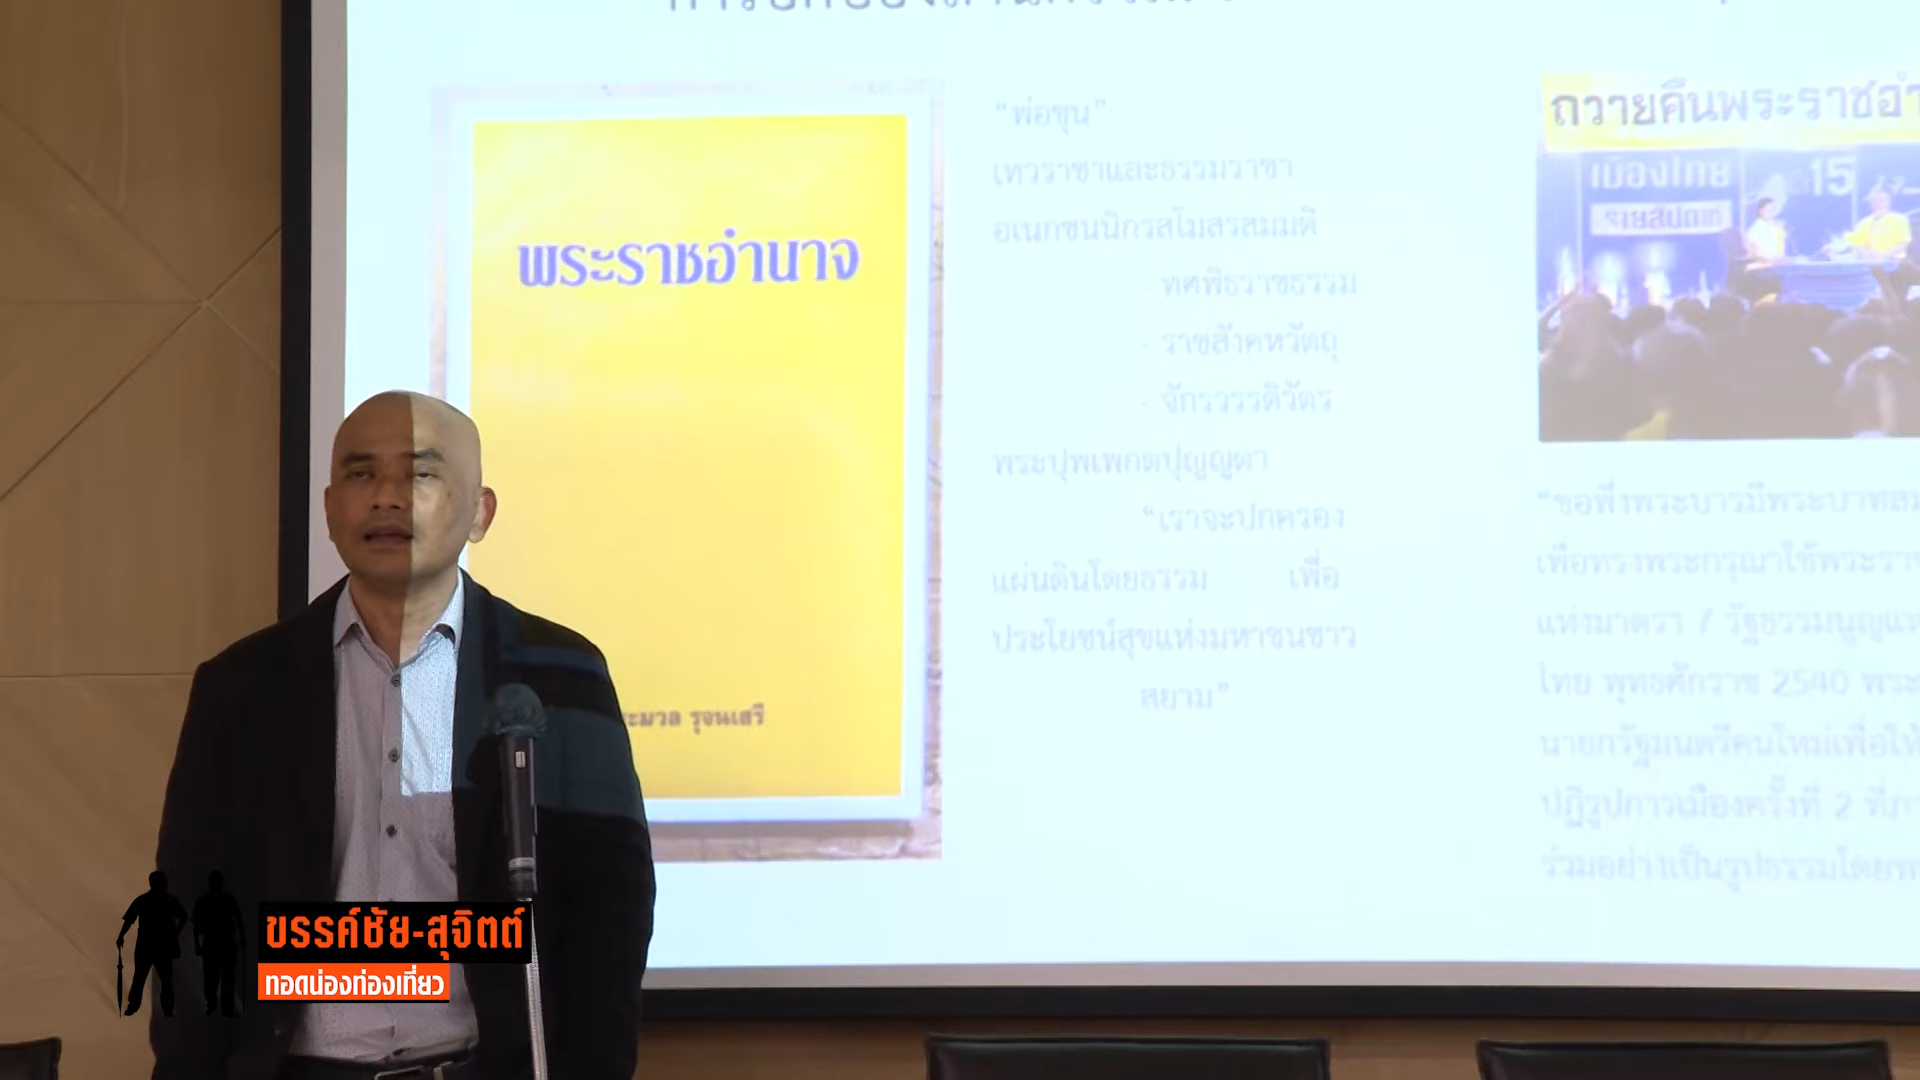 พระราชอำนาจ
มวล รุจนเสรี
“พ่อขุน”
เทวราชาและธรรมราชา
อเนกชนนิกรสโมสรสมมติ
- ทศพิธราชธรรม
- ราชสังคหวัตถุ
- จักรวรรดิวัตร
พระปุพเพกตปุญญตา
“เราจะปกครอง
แผ่นดินโดยธรรม เพื่อ
ประโยชน์สุขแห่งมหาชนชาว
สยาม”
ถวายคืนพระราชอำ
เมืองไทย 15
รายสัปดาห์
“ขอพึ่งพระบารมีพระบาทสม
เพื่อทรงพระกรุณาใช้พระราช
แห่งมาตรา 7 รัฐธรรมนูญแห
ไทย พุทธศักราช 2540 พระ
นายกรัฐมนตรีคนใหม่เพื่อให้
ปฏิรูปการเมืองครั้งที่ 2 ที่ภา
ร่วมอย่างเป็นรูปธรรมโดยพ
ขรรค์ชัย-สุจิตต์
ทอดน่องท่องเที่ยว